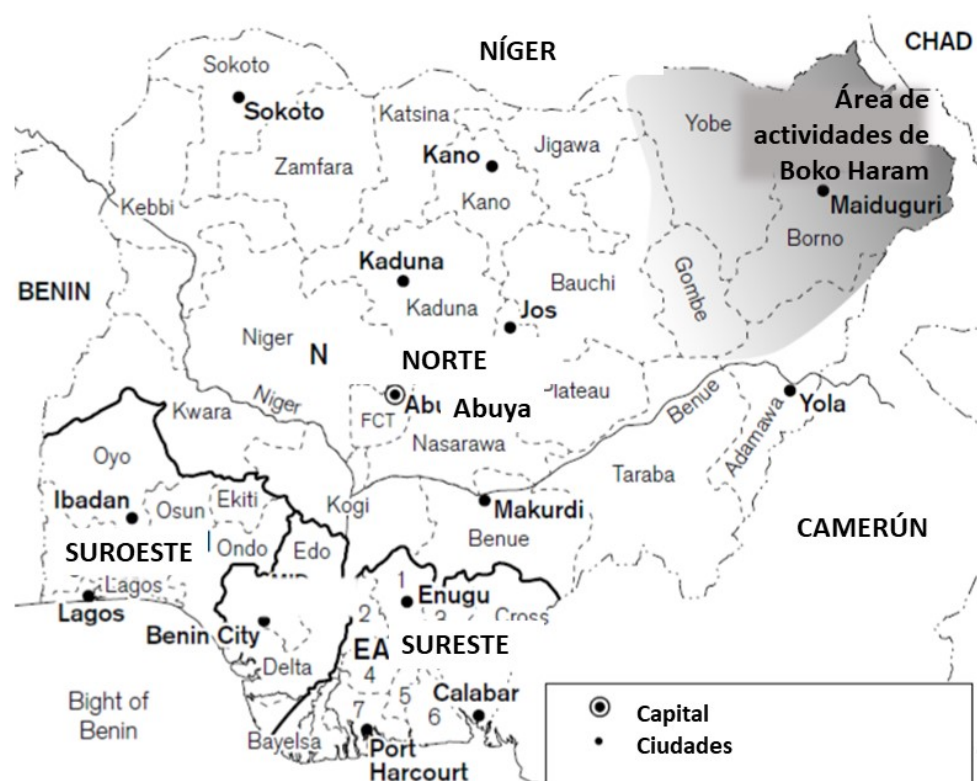 NÍGER
CHAD
Sokoto
Sokoto
Katsina
Yobe
Área de
actividades de
Boko Haram
Zamfara
Kano
Jigawa
Kano
Maiduguri
Kebbi
Borno
Kaduna
Bauchi
Gombe
BENIN
Kaduna
Jos
Niger
N
NORTE
Plateau
Niger
Kwara
FCT
Abu
Abuya
Benue
Yola
Nasarawa
Adamawa
Oyo
Taraba
Ibadan
Osun
Ekiti
Kogi
Makurdi
Benue
CAMERÚN
SUROESTE
Ondo
Edo
Lagos
Lagos
1
Enugu
2
3
Cross
Benin City
EA
SURESTE
Delta
4
5
Calabar
Bight of
Benin
6
7
Bayelsa
Port
Harcourt
Capital
Ciudades